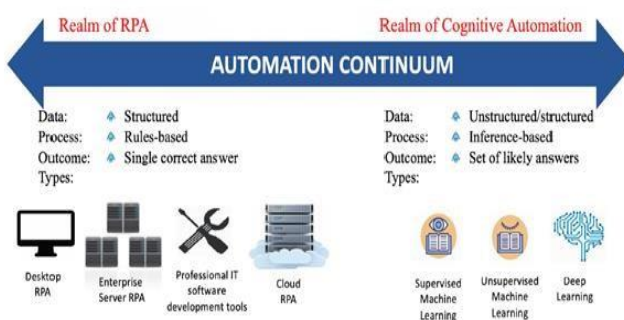 Realm of RPA
Realm of Cognitive Automation
AUTOMATION CONTINUUM
Data: Structured
Process: Rules-based
Outcome: Single correct answer
Types:
Data: Unstructured/structured
Process: Inference-based
Outcome: Set of likely answers
Types:
Desktop
RPA
Enterprise
Server RPA
Professional IT
software
development tools
Cloud
RPA
Supervised
Machine
Learning
Unsupervised
Machine
Learning
Deep
Learning